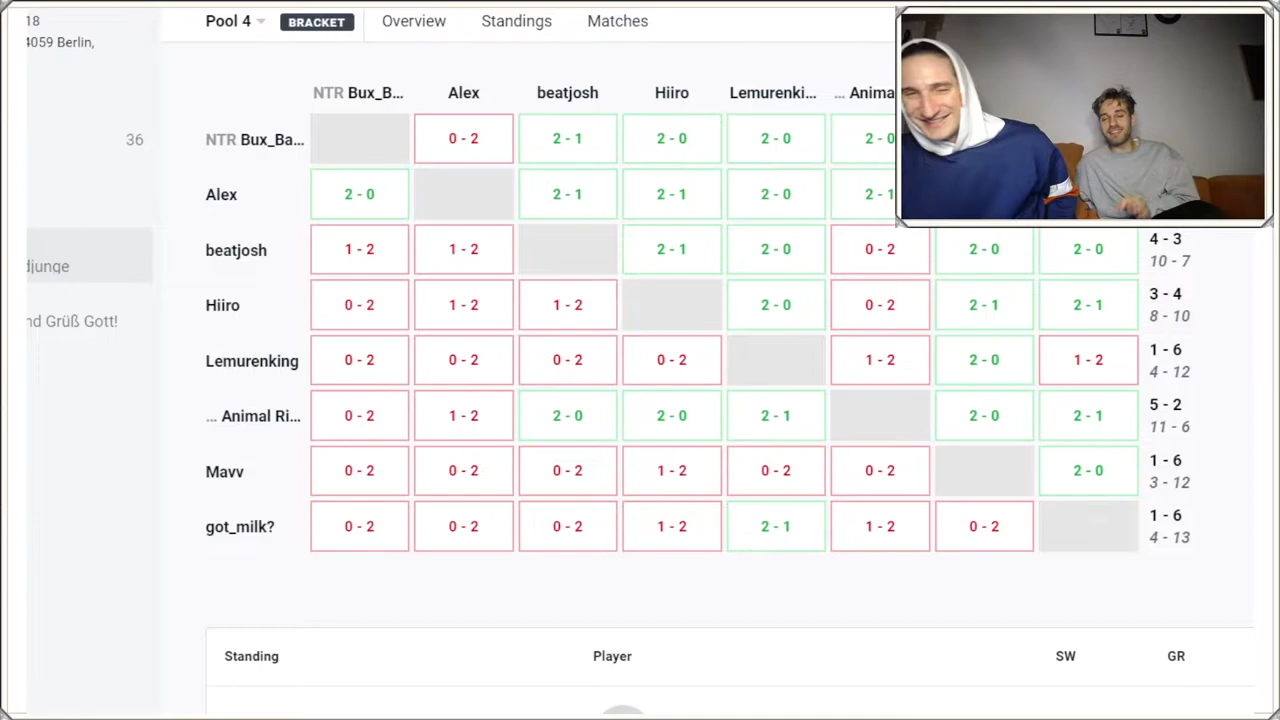 18
4059 Berlin,
Pool 4 BRACKET Overview Standings Matches
NTR Bux_B... Alex beatjosh Hiiro Lemurenki... ... Anima
36 NTR Bux_Ba... 0 - 2 2 - 1 2 - 0 2 - 0 2 - 0
Alex 2 - 0 2 - 1 2 - 1 2 - 0 2 - 1
beatjosh 1 - 2 1 - 2 2 - 1 2 - 0 0 - 2 2 - 0 2 - 0 4 - 3
10 - 7
djunge
Hiiro 0 - 2 1 - 2 1 - 2 2 - 0 0 - 2 2 - 1 2 - 1 3 - 4
8 - 10
nd Grüß Gott!
Lemurenking 0 - 2 0 - 2 0 - 2 0 - 2 1 - 2 2 - 0 1 - 2 1 - 6
4 - 12
... Animal Ri... 0 - 2 1 - 2 2 - 0 2 - 0 2 - 1 2 - 0 2 - 1 5 - 2
11 - 6
Mavv 0 - 2 0 - 2 0 - 2 1 - 2 0 - 2 0 - 2 2 - 0 1 - 6
3 - 12
got_milk? 0 - 2 0 - 2 0 - 2 1 - 2 2 - 1 1 - 2 0 - 2 1 - 6
4 - 13
Standing Player SW GR